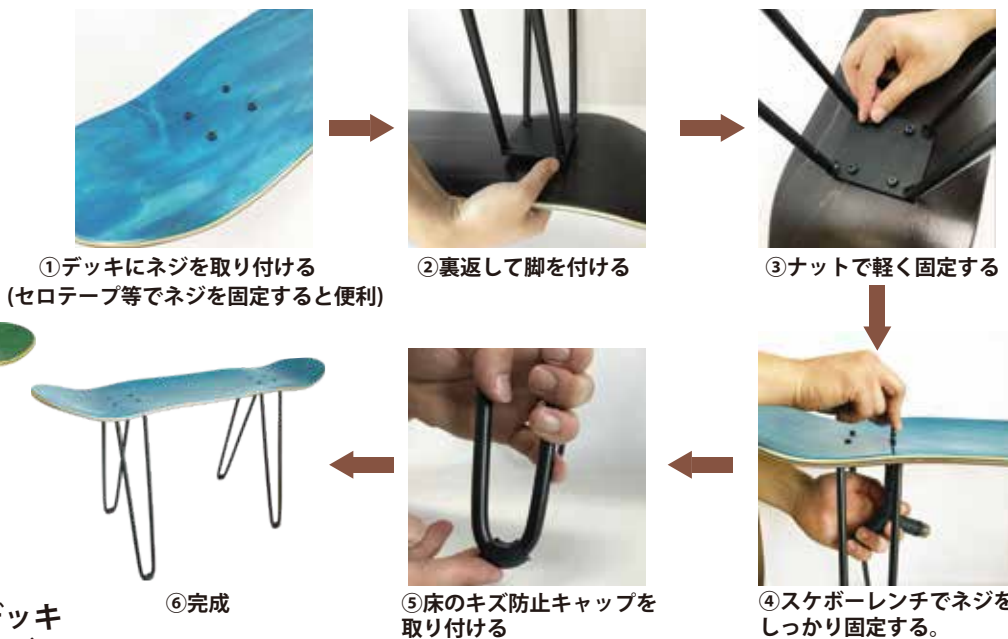 ①デッキにネジを取り付ける
(セロテープ等でネジを固定すると便利)
②裏返して脚を付ける
③ナットで軽く固定する
④スケボーレンチでネジを
しっかり固定する。
⑤床のキズ防止キャップを
取り付ける
⑥完成
ッキ